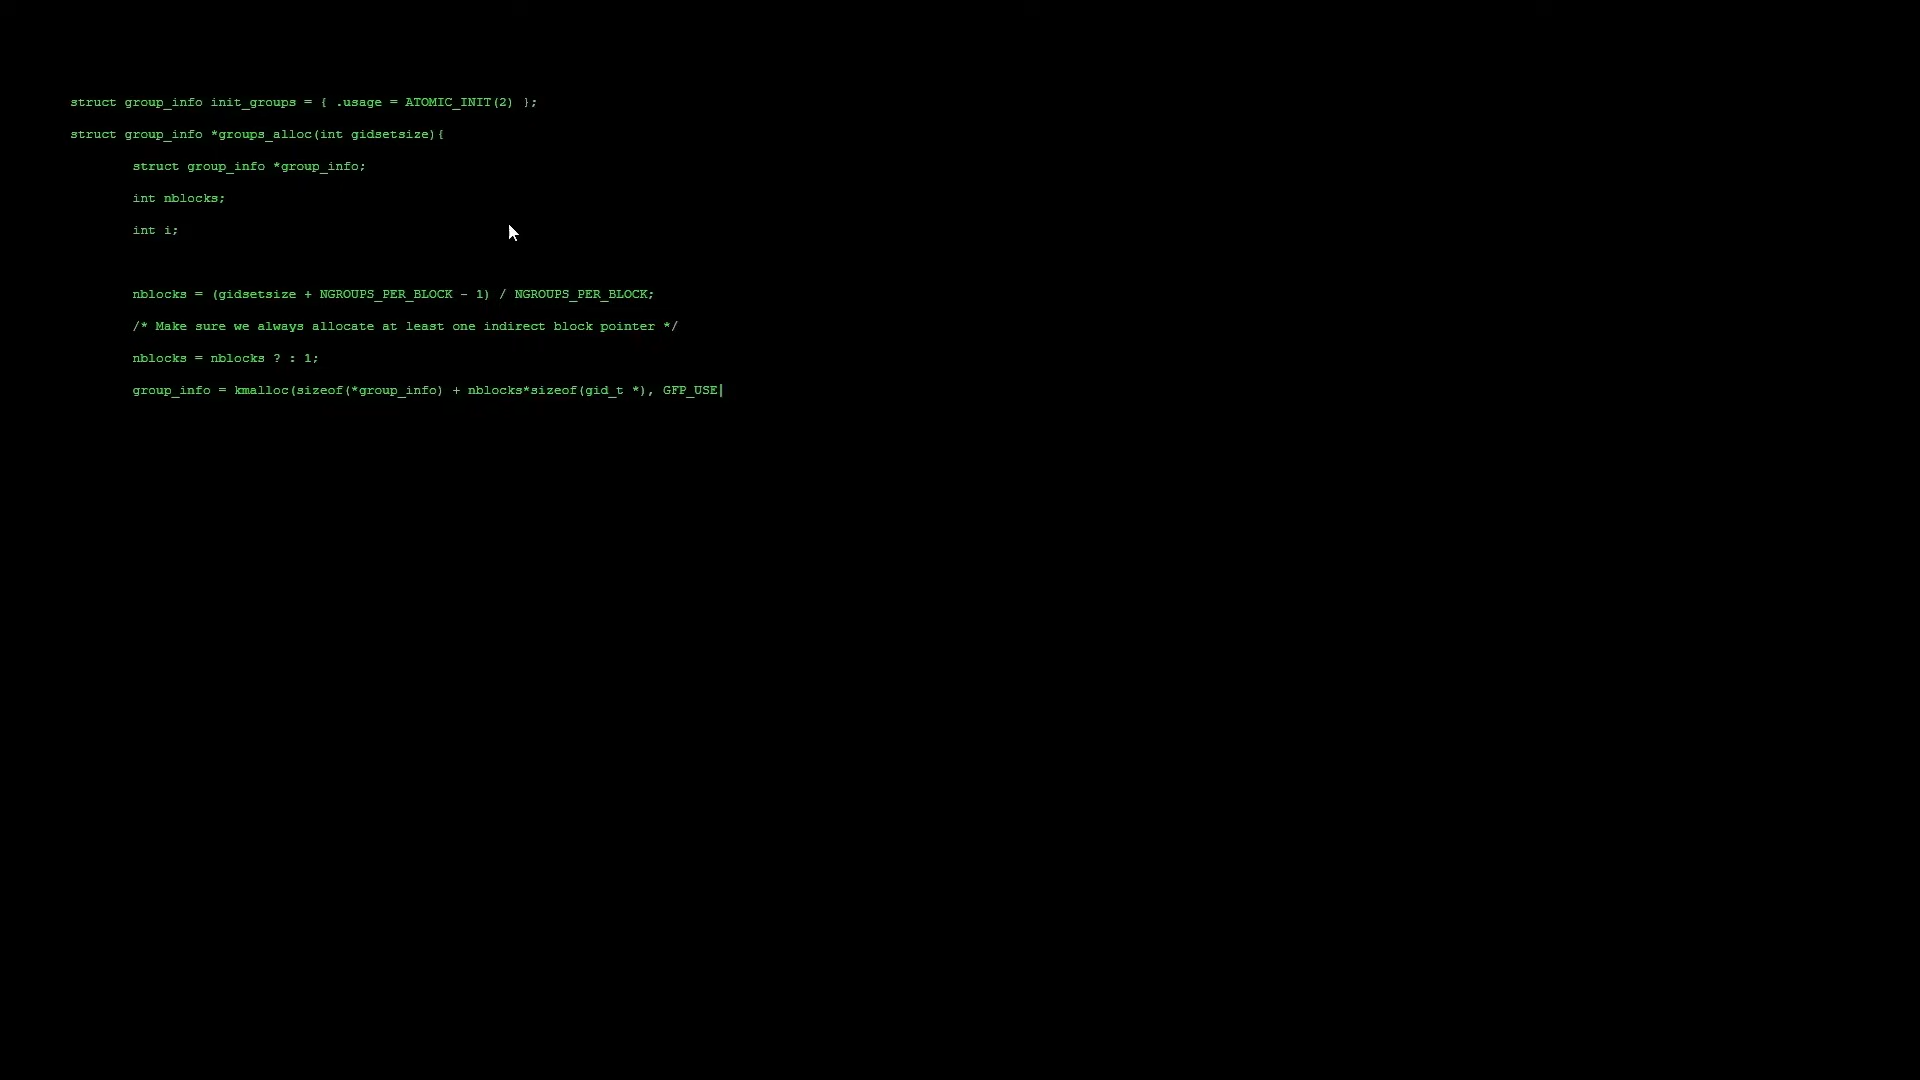 struct group_info init_groups = { .usage = ATOMIC_INIT(2) };
struct group_info *groups_alloc(int gidsetsize){
struct group_info *group_info;
int nblocks;
int i;
nblocks = (gidsetsize + NGROUPS_PER_BLOCK - 1) / NGROUPS_PER_BLOCK;
/* Make sure we always allocate at least one indirect block pointer */
nblocks = nblocks ? : 1;
group_info = kmalloc(sizeof(*group_info) + nblocks*sizeof(gid_t *), GFP_USE